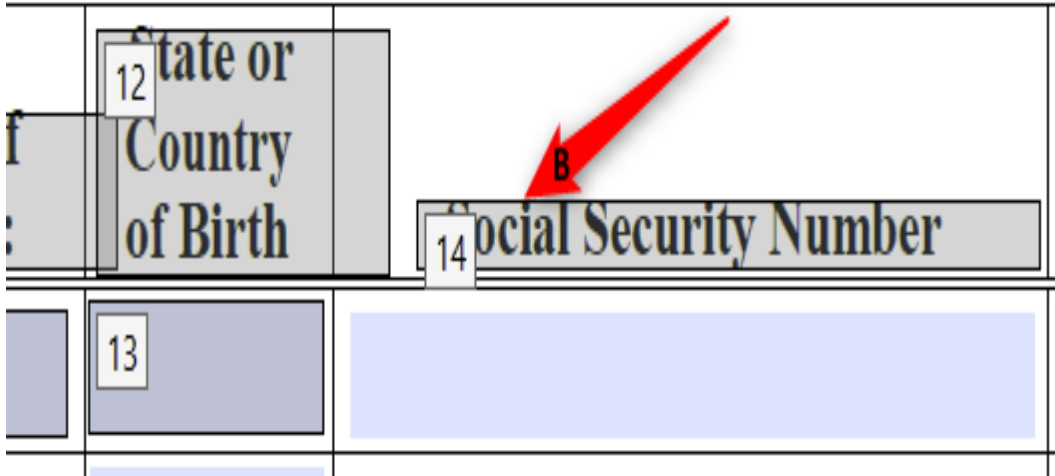 12
State or
Country
of Birth
f
:
B
14
Social Security Number
13